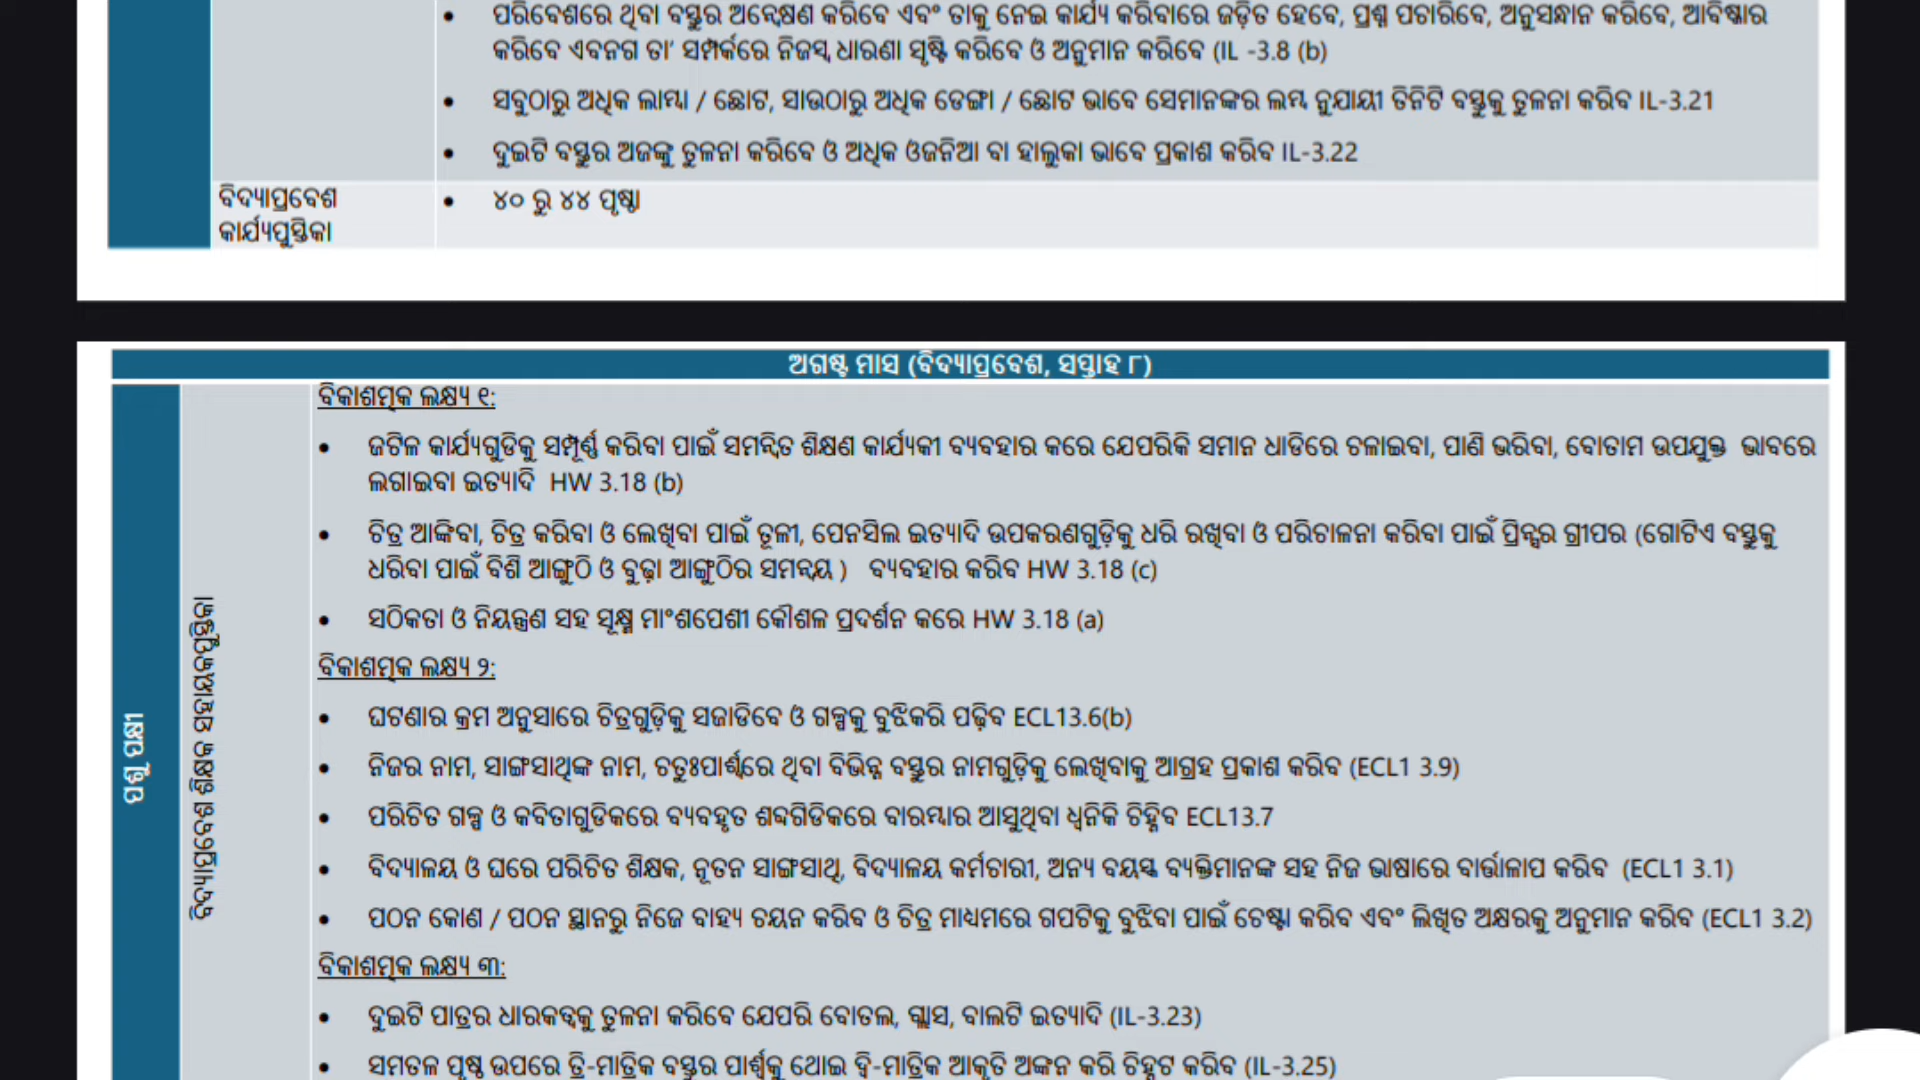 ପରିବେଶରେ ଥିବା ବସ୍ତୁର ଅନ୍ୱେଷଣ କରିବେ ଏବଂ ତାକୁ ନେଇ କାର୍ଯ୍ୟ କରିବାରେ ଜଡ଼ିତ ହେବେ, ପ୍ରଶ୍ନ ପଚାରିବେ, ଅନୁସନ୍ଧାନ କରିବେ, ଆବିଷ୍କାର
କରିବେ ଏବନଗ ତା' ସମ୍ପର୍କରେ ନିଜସ୍ୱ ଧାରଣା ସୃଷ୍ଟି କରିବେ ଓ ଅନୁମାନ କରିବେ (IL -3.8 (b)
ସବୁଠାରୁ ଅଧିକ ଲାମ୍ବା / ଛୋଟ, ସାଉଠାରୁ ଅଧିକ ଡେଙ୍ଗା / ଛୋଟ ଭାବେ ସେମାନଙ୍କର ଲମ୍ବ ନୁଯାୟୀ ତିନିଟି ବସ୍ତୁକୁ ତୁଳନା କରିବ IL-3.21
ଦୁଇଟି ବସ୍ତୁର ଅଜଙ୍କୁ ତୁଳନା କରିବେ ଓ ଅଧିକ ଓଜନିଆ ବା ହାଲୁକା ଭାବେ ପ୍ରକାଶ କରିବ IL-3.22
ବିଦ୍ୟାପ୍ରବେଶ
କାର୍ଯ୍ୟପୁସ୍ତିକା
୪୦ ରୁ ୪୪ ପୃଷ୍ଠା
ଅଗଷ୍ଟ ମାସ (ବିଦ୍ୟାପ୍ରବେଶ, ସପ୍ତାହ ୮)
ପଶୁ ପକ୍ଷୀ
ବିଦ୍ୟାପ୍ରବେଶ ଶିକ୍ଷକ ସହାୟକପୁସ୍ତିକା
ବିକାଶତ୍ମକ ଲକ୍ଷ୍ୟ ୧:
ଜଟିଳ କାର୍ଯ୍ୟଗୁଡିକୁ ସମ୍ପୂର୍ଣ୍ଣ କରିବା ପାଇଁ ସମନ୍ୱିତ ଶିକ୍ଷଣ କାର୍ଯ୍ୟକୀ ବ୍ୟବହାର କରେ ଯେପରିକି ସମାନ ଧାଡିରେ ଚଳାଇବା, ପାଣି ଭରିବା, ବୋତାମ ଉପଯୁକ୍ତ ଭାବରେ
ଲଗାଇବା ଇତ୍ୟାଦି HW 3.18 (b)
ଚିତ୍ର ଆଙ୍କିବା, ଚିତ୍ର କରିବା ଓ ଲେଖିବା ପାଇଁ ତୂଳୀ, ପେନସିଲ ଇତ୍ୟାଦି ଉପକରଣଗୁଡ଼ିକୁ ଧରି ରଖିବା ଓ ପରିଚାଳନା କରିବା ପାଇଁ ପ୍ରିନ୍ସର ଗ୍ରୀପର (ଗୋଟିଏ ବସ୍ତୁକୁ
ଧରିବା ପାଇଁ ବିଶି ଆଙ୍ଗୁଠି ଓ ବୁଢ଼ା ଆଙ୍ଗୁଠିର ସମନ୍ୱୟ ) ବ୍ୟବହାର କରିବ HW 3.18 (c)
ସଠିକତା ଓ ନିୟନ୍ତ୍ରଣ ସହ ସୂକ୍ଷ୍ମ ମାଂଶପେଶୀ କୌଶଳ ପ୍ରଦର୍ଶନ କରେ HW 3.18 (a)
ବିକାଶତ୍ମକ ଲକ୍ଷ୍ୟ ୨:
ଘଟଣାର କ୍ରମ ଅନୁସାରେ ଚିତ୍ରଗୁଡ଼ିକୁ ସଜାଡିବେ ଓ ଗଳ୍ପକୁ ବୁଝିକରି ପଢ଼ିବ ECL13.6(b)
ନିଜର ନାମ, ସାଙ୍ଗସାଥିଙ୍କ ନାମ, ଚତୁଃପାର୍ଶ୍ୱରେ ଥିବା ବିଭିନ୍ନ ବସ୍ତୁର ନାମଗୁଡ଼ିକୁ ଲେଖିବାକୁ ଆଗ୍ରହ ପ୍ରକାଶ କରିବ (ECL1 3.9)
ପରିଚିତ ଗଳ୍ପ ଓ କବିତାଗୁଡିକରେ ବ୍ୟବହୃତ ଶବ୍ଦଗିଡିକରେ ବାରମ୍ବାର ଆସୁଥିବା ଧ୍ୱନିକି ଚିହ୍ନିବ ECL13.7
ବିଦ୍ୟାଳୟ ଓ ଘରେ ପରିଚିତ ଶିକ୍ଷକ, ନୂତନ ସାଙ୍ଗସାଥି, ବିଦ୍ୟାଳୟ କର୍ମଚାରୀ, ଅନ୍ୟ ବୟସ୍କ ବ୍ୟକ୍ତିମାନଙ୍କ ସହ ନିଜ ଭାଷାରେ ବାର୍ତ୍ତାଳାପ କରିବ (ECL1 3.1)
ପଠନ କୋଣ / ପଠନ ସ୍ଥାନରୁ ନିଜେ ବାହ୍ୟ ଚୟନ କରିବ ଓ ଚିତ୍ର ମାଧ୍ୟମରେ ଗପଟିକୁ ବୁଝିବା ପାଇଁ ଚେଷ୍ଟା କରିବ ଏବଂ ଲିଖିତ ଅକ୍ଷରକୁ ଅନୁମାନ କରିବ (ECL1 3.2)
ବିକାଶତ୍ମକ ଲକ୍ଷ୍ୟ ୩:
ଦୁଇଟି ପାତ୍ରର ଧାରକତ୍ୱକୁ ତୁଳନା କରିବେ ଯେପରି ବୋତଲ, ଗ୍ଲାସ, ବାଲଟି ଇତ୍ୟାଦି (IL-3.23)
ସମତଳ ପୃଷ୍ଠ ଉପରେ ତ୍ରି-ମାତ୍ରିକ ବସ୍ତୁର ପାର୍ଶ୍ୱକୁ ଥୋଇ ଦ୍ୱି-ମାତ୍ରିକ ଆକୃତି ଅଙ୍କନ କରି ଚିହ୍ନଟ କରିବ (IL-3.25)